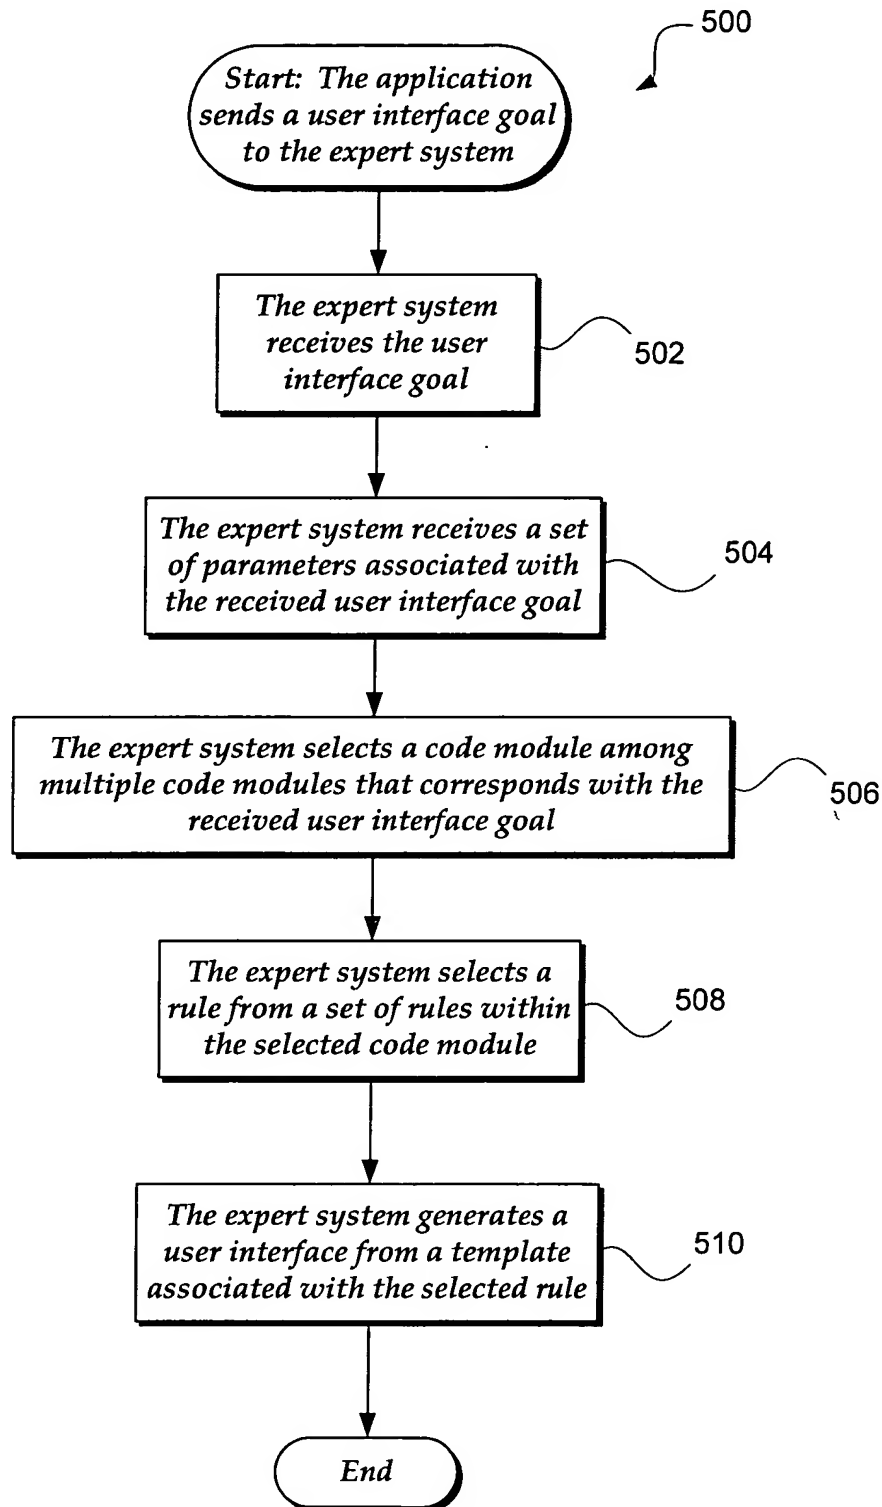 500
Start: The application
sends a user interface goal
to the expert system
The expert system
receives the user
interface goal
502
The expert system receives a set
of parameters associated with
the received user interface goal
504
The expert system selects a code module among
multiple code modules that corresponds with the
received user interface goal
506
The expert system selects a
rule from a set of rules within
the selected code module
508
The expert system generates a
user interface from a template
associated with the selected rule
510
End